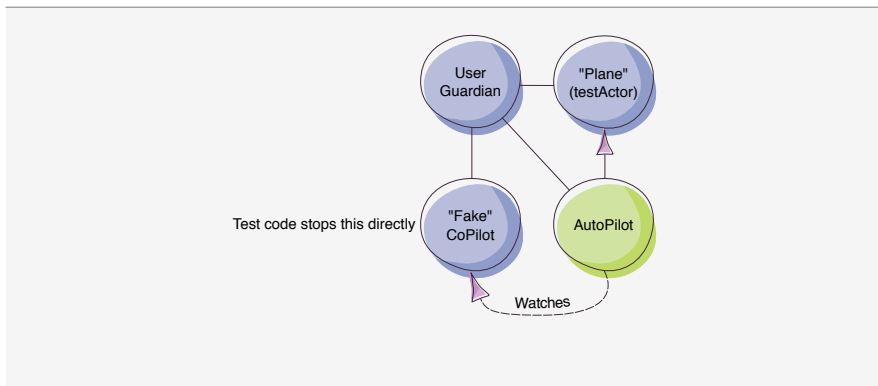 User
Guardian
"Plane"
(testActor)
Test code stops this directly
"Fake"
CoPilot
AutoPilot
Watches